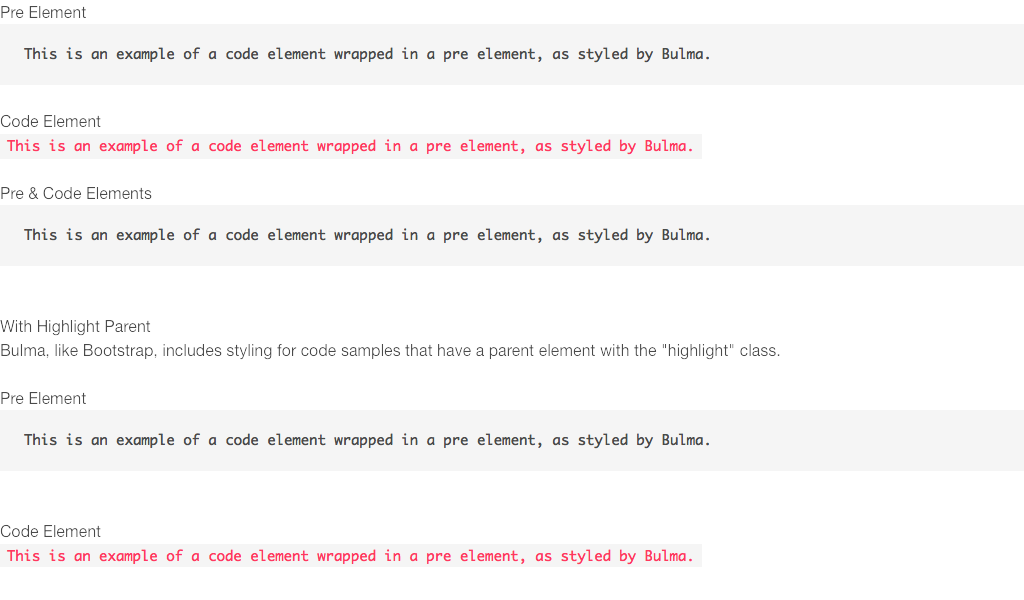 Pre Element
This is an example of a code element wrapped in a pre element, as styled by Bulma.
Code Element
This is an example of a code element wrapped in a pre element, as styled by Bulma.
Pre & Code Elements
This is an example of a code element wrapped in a pre element, as styled by Bulma.
With Highlight Parent
Bulma, like Bootstrap, includes styling for code samples that have a parent element with the "highlight" class.
Pre Element
This is an example of a code element wrapped in a pre element, as styled by Bulma.
Code Element
This is an example of a code element wrapped in a pre element, as styled by Bulma.